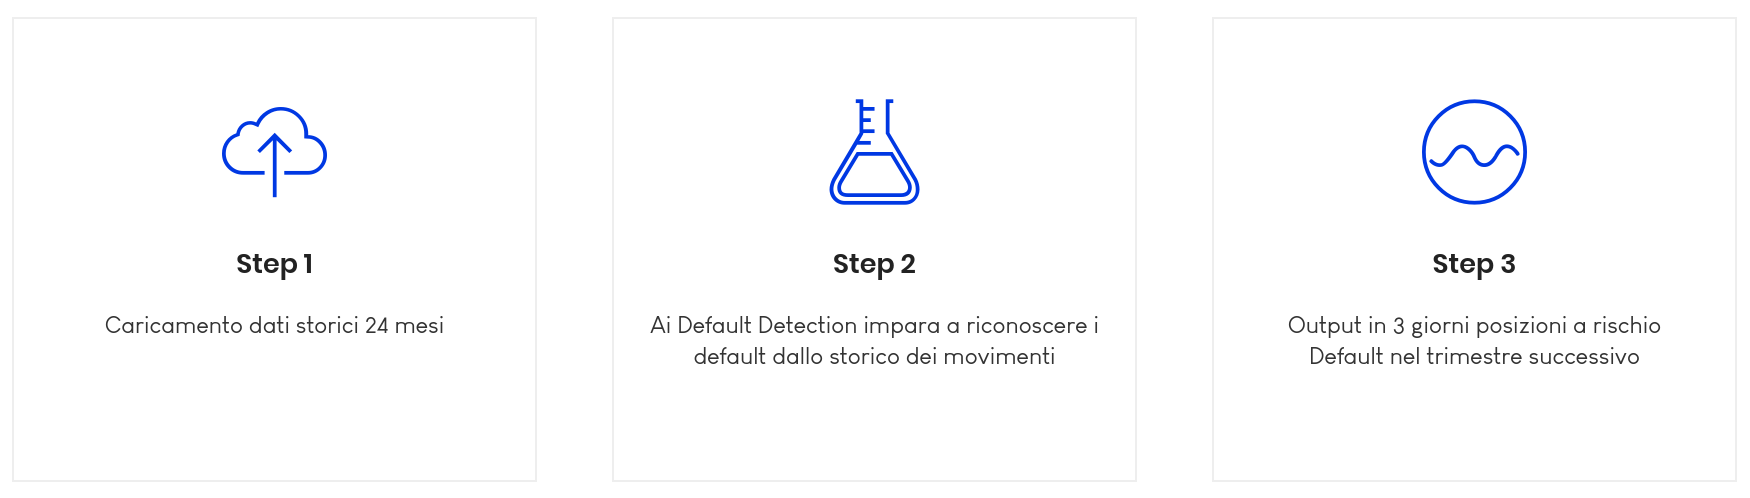 Step 1
Caricamento dati storici 24 mesi
Step 2
Ai Default Detection impara a riconoscere i
default dallo storico dei movimenti
Step 3
Output in 3 giorni posizioni a rischio
Default nel trimestre successivo